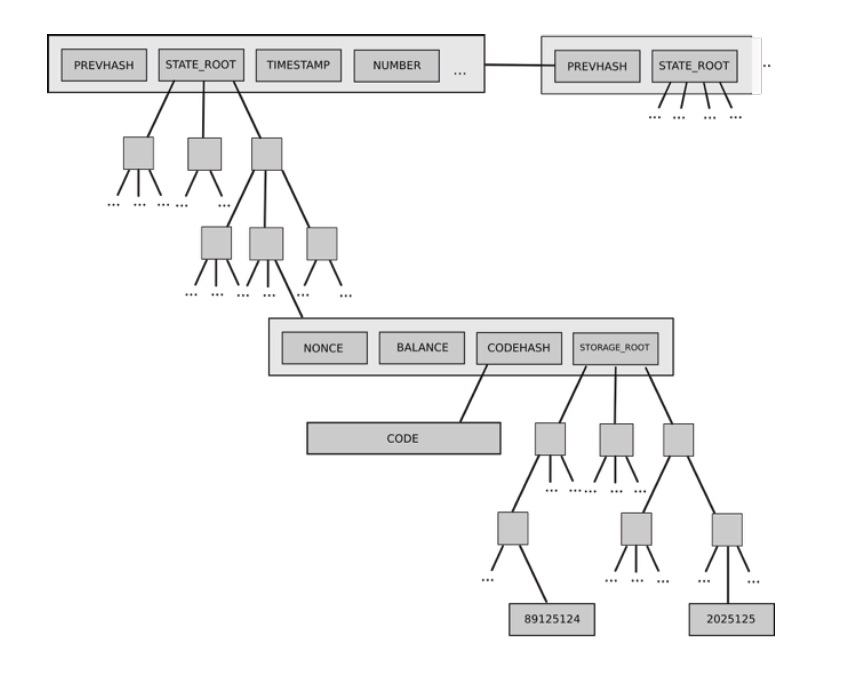 PREVHASH STATE_ROOT TIMESTAMP NUMBER ... PREVHASH STATE_ROOT ..
... ... ... ...
... ... ... ... ...
... ... ... ... ... ...
NONCE BALANCE CODEHASH STORAGE_ROOT
CODE
... ... ... ... ...
... ... ... ... ... ...
89125124 2025125